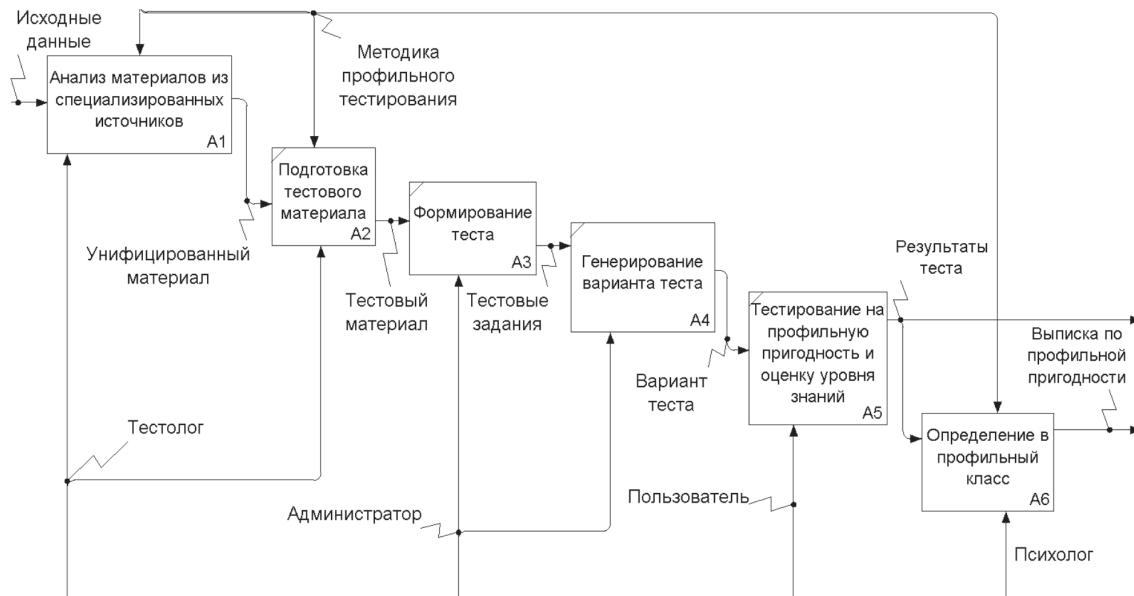 Исходные
данные
Методика
профильного
тестирования
Анализ материалов из
специализированных
источников
A1
Подготовка
тестового
материала
A2
Унифицированный
материал
Формирование
теста
A3
Тестовый
материал
Тестовые
задания
Генерирование
варианта теста
A4
Результаты
теста
Тестирование на
профильную
пригодность и
оценку уровня
знаний
A5
Выписка по
профильной
пригодности
Вариант
теста
Определение в
профильный
класс
A6
Тестолог
Администратор
Пользователь
Психолог